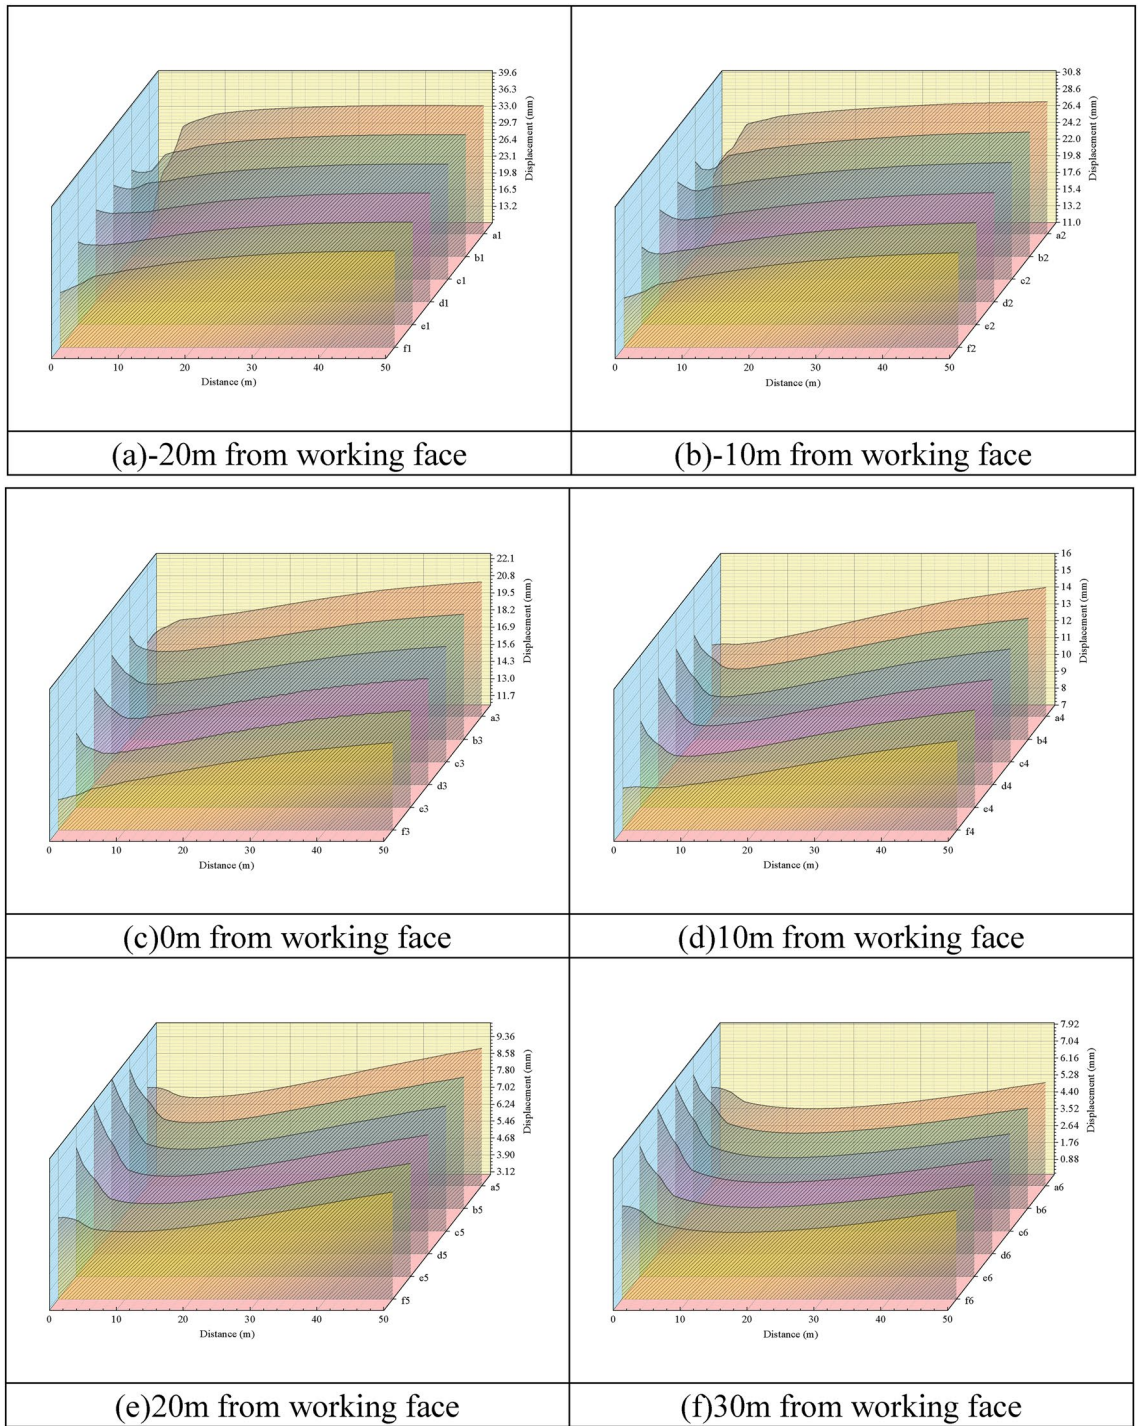 39.6
36.3
33.0
29.7
26.4
23.1
19.8
16.5
13.2
Displacement (mm)
a1
b1
c1
d1
e1
f1
0 10 20 30 40 50
Distance (m)
(a)-20m from working face
30.8
28.6
26.4
24.2
22.0
19.8
17.6
15.4
13.2
11.0
Displacement (mm)
a2
b2
c2
d2
e2
f2
0 10 20 30 40 50
Distance (m)
(b)-10m from working face
22.1
20.8
19.5
18.2
16.9
15.6
14.3
13.0
11.7
Displacement (mm)
a3
b3
c3
d3
e3
f3
0 10 20 30 40 50
Distance (m)
(c)0m from working face
16
15
14
13
12
11
10
9
8
7
Displacement (mm)
a4
b4
c4
d4
e4
f4
0 10 20 30 40 50
Distance (m)
(d)10m from working face
9.36
8.58
7.80
7.02
6.24
5.46
4.68
3.90
3.12
Displacement (mm)
a5
b5
c5
d5
e5
f5
0 10 20 30 40 50
Distance (m)
(e)20m from working face
7.92
7.04
6.16
5.28
4.40
3.52
2.64
1.76
0.88
Displacement (mm)
a6
b6
c6
d6
e6
f6
0 10 20 30 40 50
Distance (m)
(f)30m from working face